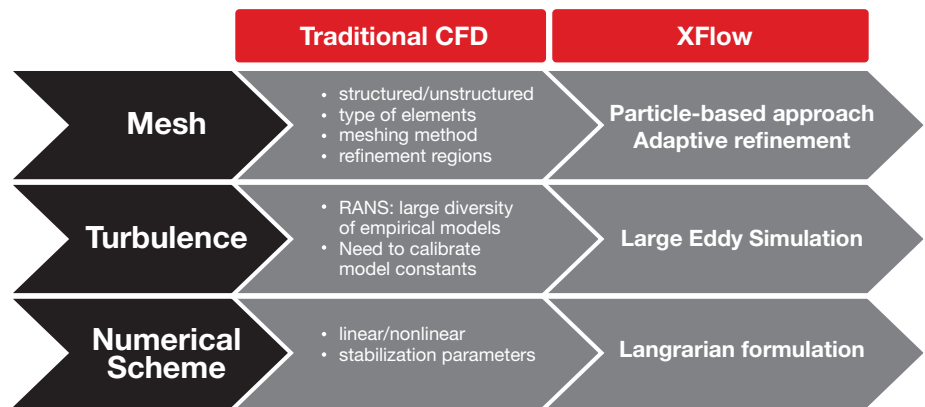 Traditional CFD
XFlow
Mesh
• structured/unstructured
• type of elements
• meshing method
• refinement regions
Particle-based approach
Adaptive refinement
Turbulence
• RANS: large diversity
of empirical models
• Need to calibrate
model constants
Large Eddy Simulation
Numerical
Scheme
• linear/nonlinear
• stabilization parameters
Langrarian formulation